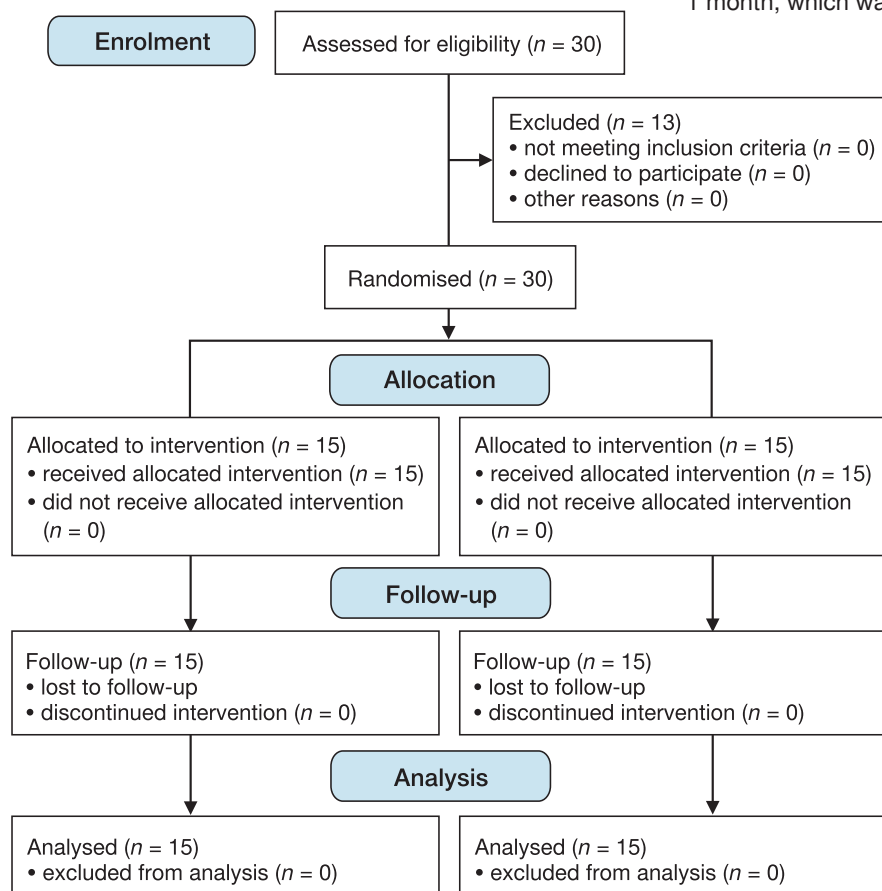 1 month, which wa
Enrolment
Assessed for eligibility (n = 30)
Excluded (n = 13)
• not meeting inclusion criteria (n = 0)
• declined to participate (n = 0)
• other reasons (n = 0)
Randomised (n = 30)
Allocation
Allocated to intervention (n = 15)
• received allocated intervention (n = 15)
• did not receive allocated intervention
(n = 0)
Allocated to intervention (n = 15)
• received allocated intervention (n = 15)
• did not receive allocated intervention
(n = 0)
Follow-up
Follow-up (n = 15)
• lost to follow-up
• discontinued intervention (n = 0)
Follow-up (n = 15)
• lost to follow-up
• discontinued intervention (n = 0)
Analysis
Analysed (n = 15)
• excluded from analysis (n = 0)
Analysed (n = 15)
• excluded from analysis (n = 0)